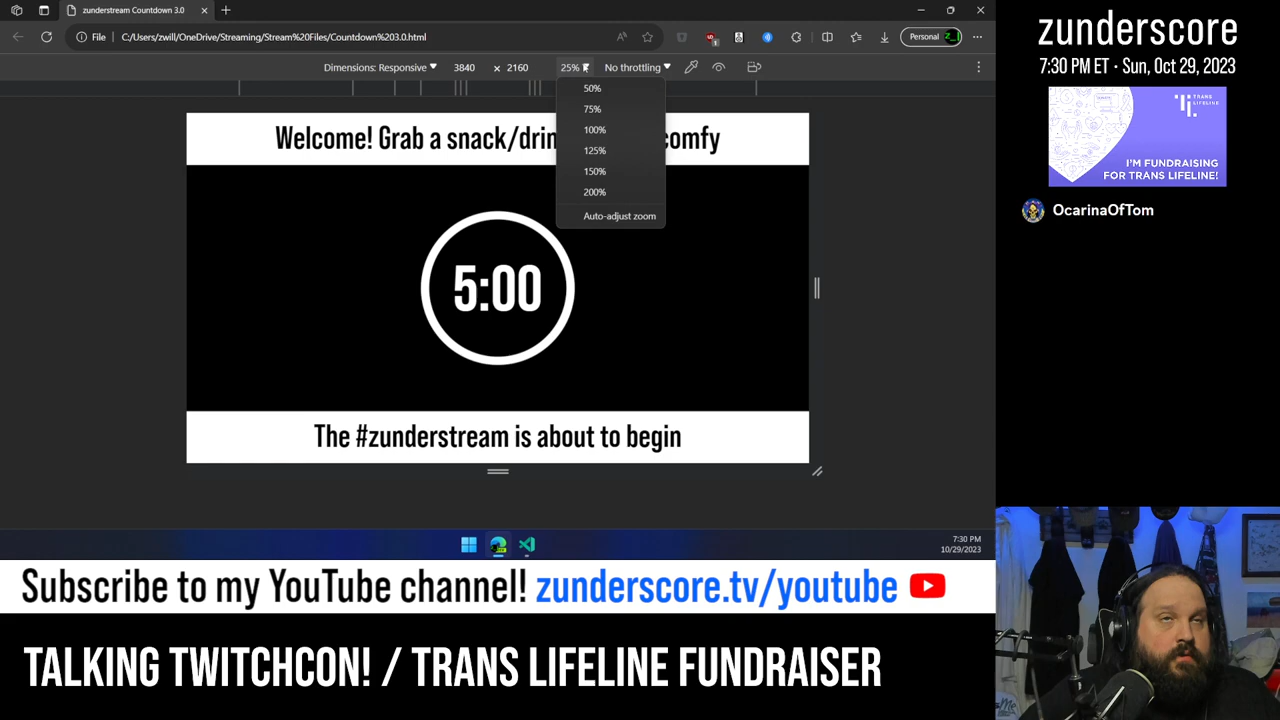 zunderstream Countdown 3.0
File
C:/Users/zwill/OneDrive/Streaming/Stream%20Files/Countdown%203.0.html
Personal
Dimensions: Responsive
3840 × 2160
25%
No throttling
50%
75%
100%
125%
150%
200%
Auto-adjust zoom
Welcome! Grab a snack/drin
comfy
5:00
The #zunderstream is about to begin
7:30 PM
10/29/2023
Subscribe to my YouTube channel! zunderscore.tv/youtube
TALKING TWITCHCON! / TRANS LIFELINE FUNDRAISER
zunderscore
7:30 PM ET · Sun, Oct 29, 2023
TRANS
LIFELINE
I'M FUNDRAISING
FOR TRANS LIFELINE!
OcarinaOfTom